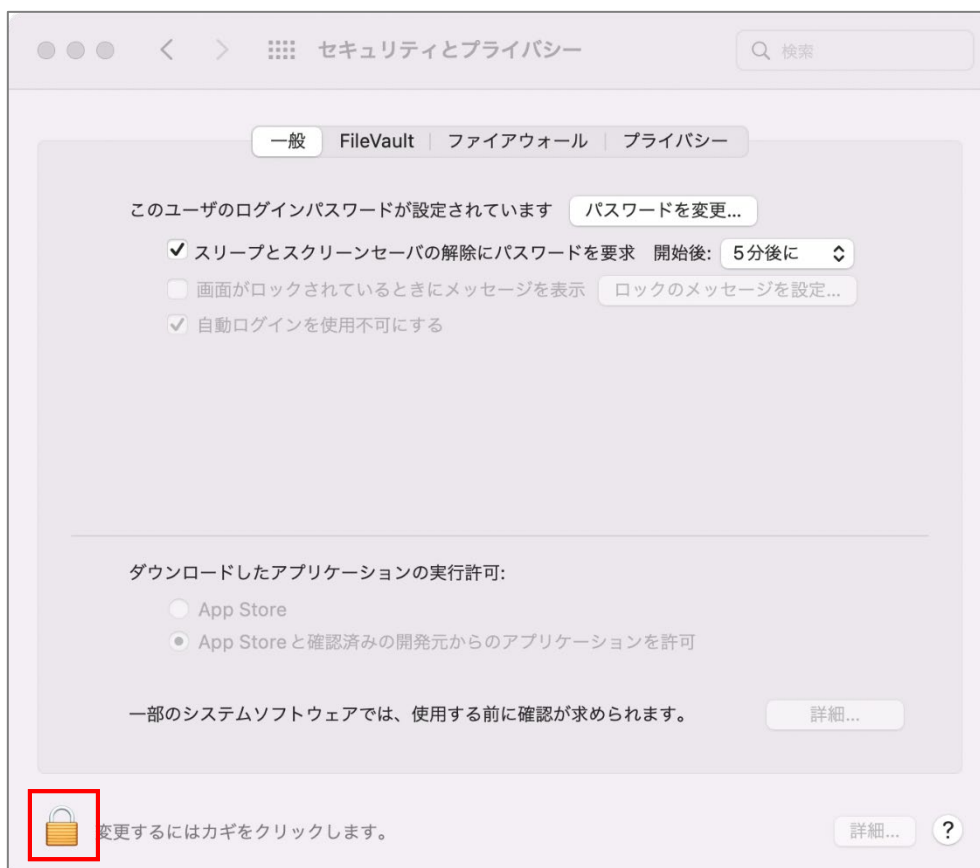 セキュリティとプライバシー
検索
一般 FileVault ファイアウォール プライバシー
このユーザのログインパスワードが設定されています パスワードを変更...
スリープとスクリーンセーバの解除にパスワードを要求 開始後: 5分後に
画面がロックされているときにメッセージを表示 ロックのメッセージを設定...
自動ログインを使用不可にする
ダウンロードしたアプリケーションの実行許可:
App Store
App Storeと確認済みの開発元からのアプリケーションを許可
一部のシステムソフトウェアでは、使用する前に確認が求められます。 詳細...
変更するにはカギをクリックします。 詳細... ?